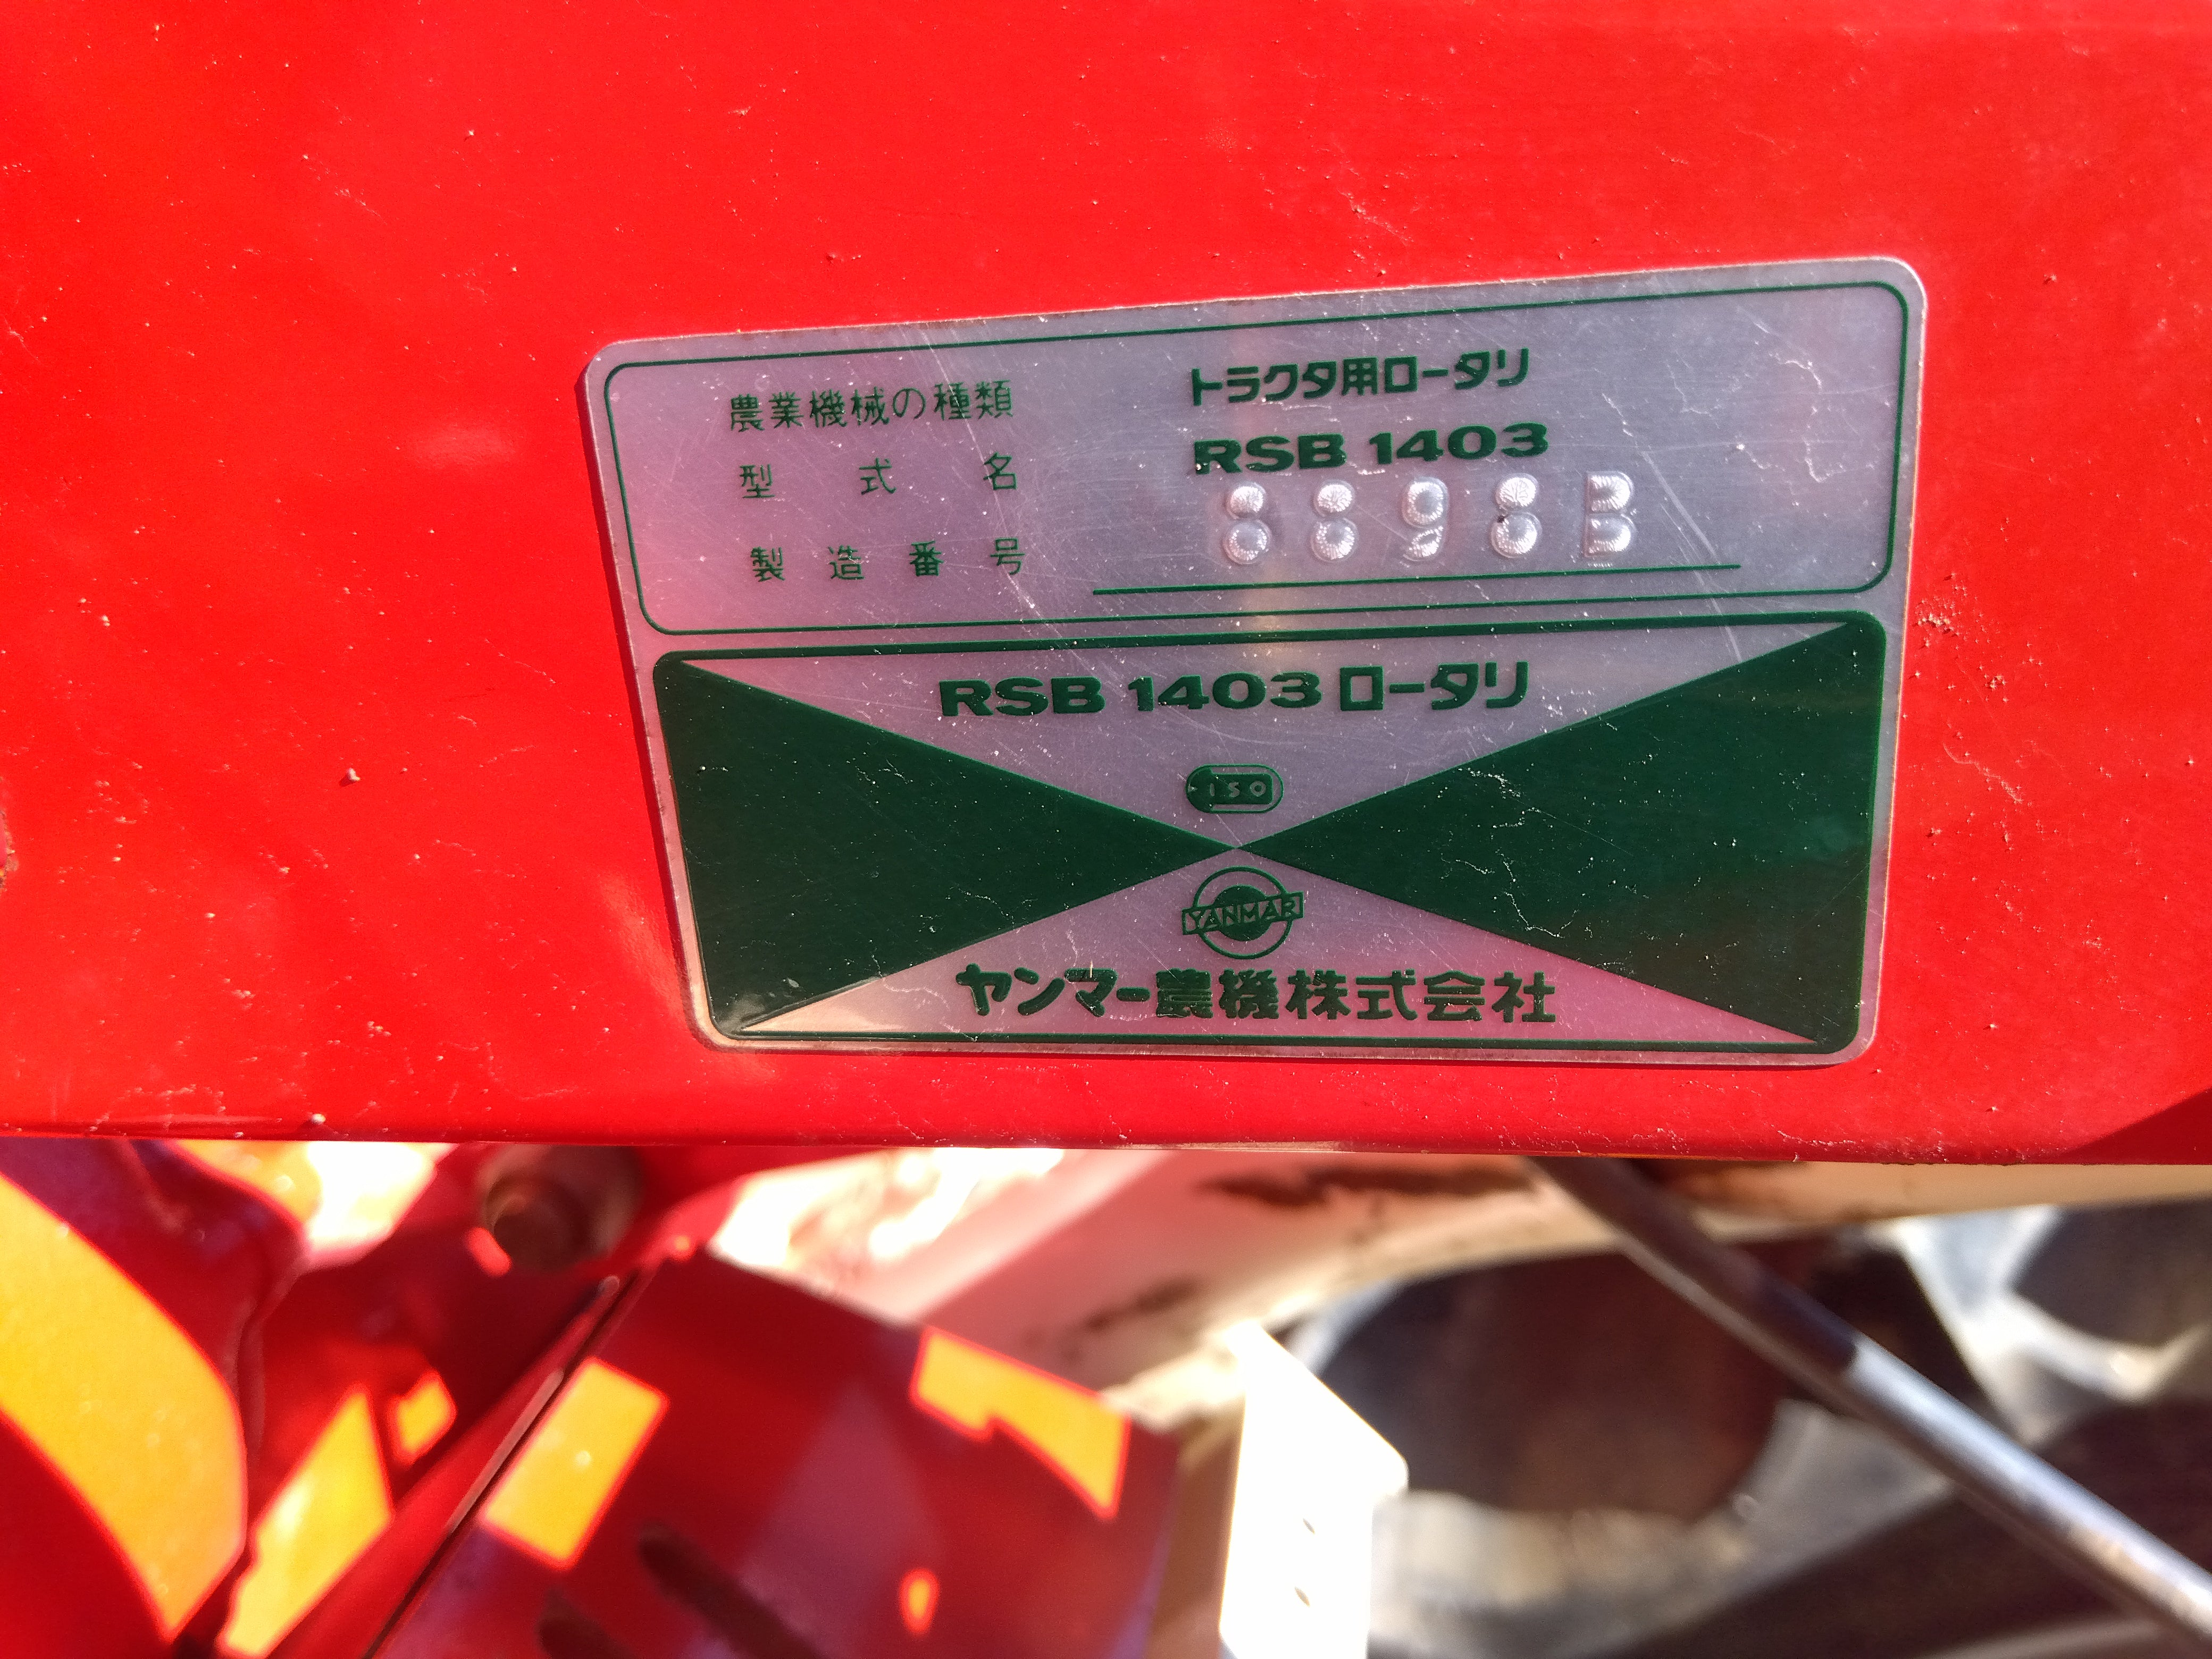 農業機械の種類 トラクタ用ロータリ
型式名 RSB 1403
製造番号 8898B
RSB 1403 ロータリ
ISO
YANMAR
ヤンマー農機株式会社